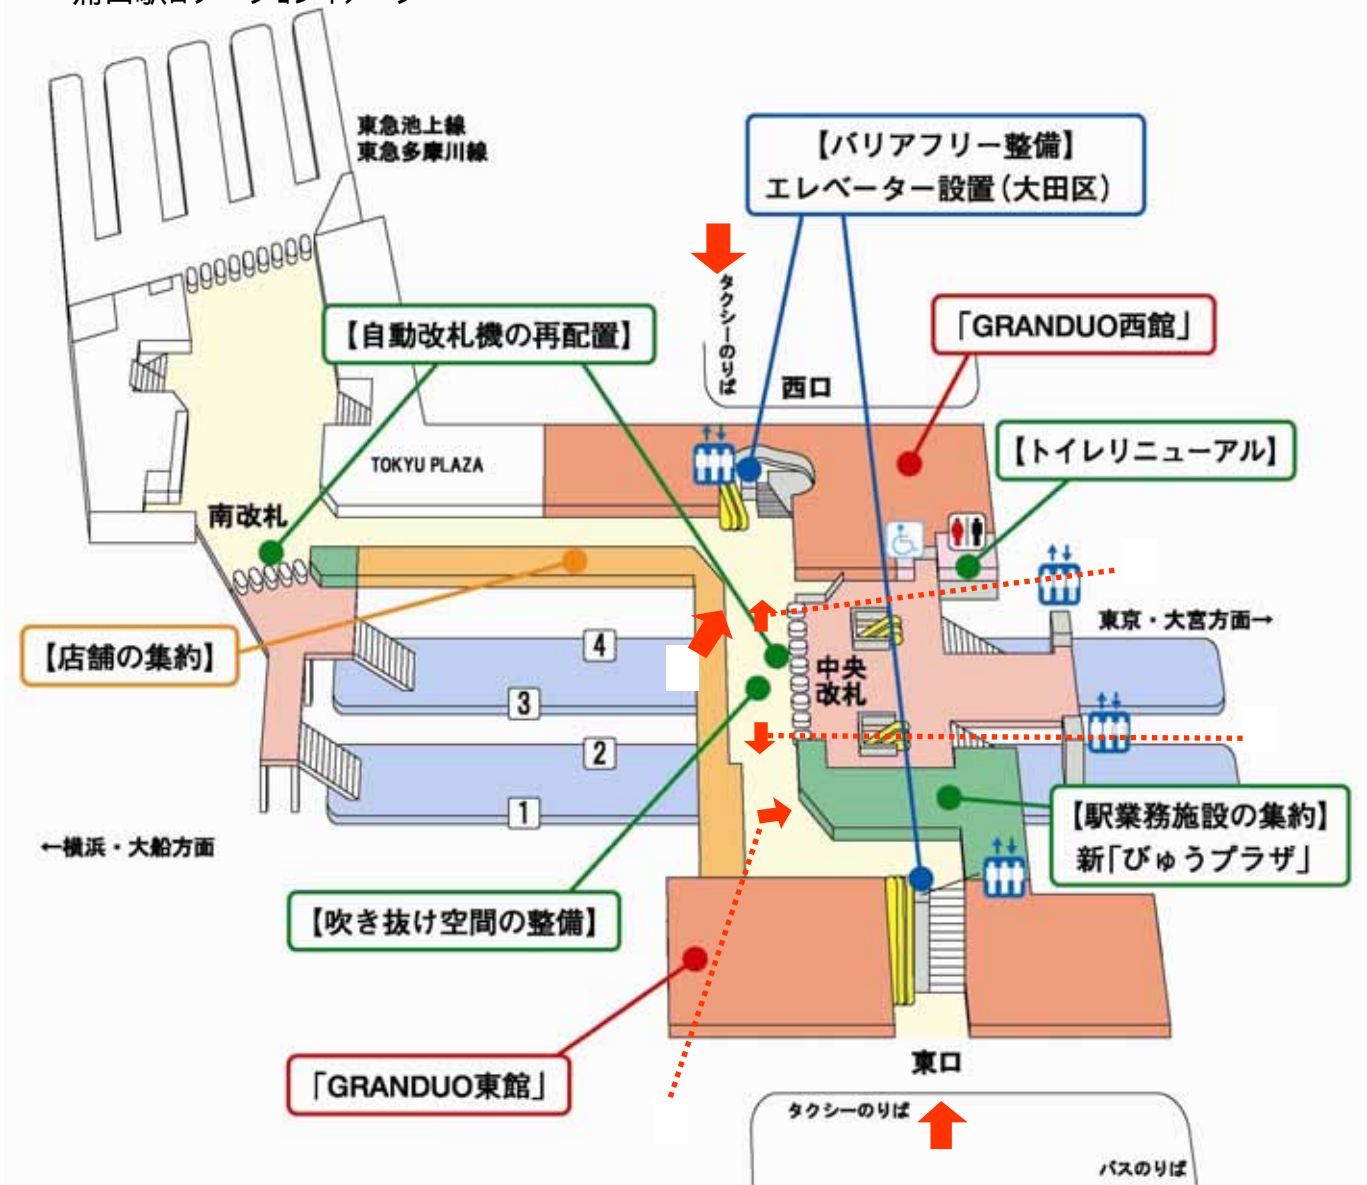 東急池上線
東急多摩川線
【バリアフリー整備】
エレベーター設置(大田区)
タクシーのりば
西口
【自動改札機の再配置】
「GRANDUO西館」
【トイレリニューアル】
TOKYU PLAZA
南改札
東京・大宮方面→
【店舗の集約】
4
3
2
1
中央
改札
←横浜・大船方面
【駅業務施設の集約】
新「びゅうプラザ」
【吹き抜け空間の整備】
「GRANDUO東館」
東口
タクシーのりば
バスのりば